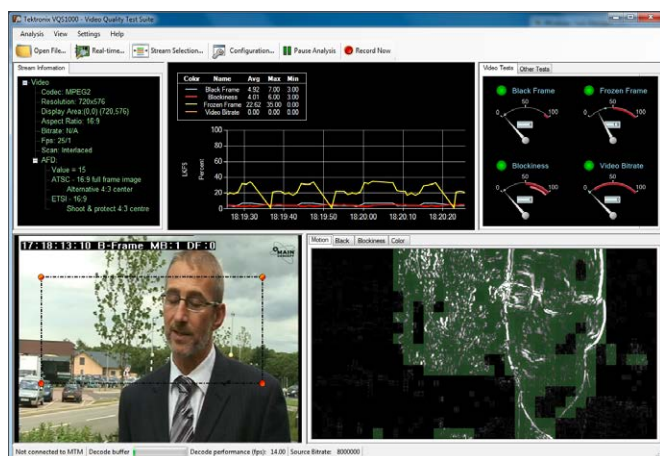 Tektronix VQS1000 - Video Quality Test Suite
Analysis View Settings Help
Open File... Real-time... Stream Selection... Configuration... Pause Analysis Record Now
Stream Information
Video
Codec: MPEG2
Resolution: 720x576
Display Area:(0,0) (720,576)
Aspect Ratio: 16:9
Bitrate: N/A
Fps: 25/1
Scan: Interlaced
AFD:
Value = 15
ATSC - 16:9 full frame image
Alternative 4:3 center
ETSI - 16:9
Shoot & protect 4:3 centre
Color Name Avg Max Min
Black Frame 4.92 7.00 3.00
Blockiness 4.01 6.00 3.00
Frozen Frame 22.62 35.00 0.00
Video Bitrate 0.00 0.00 0.00
LKFS
Percent
100
80
60
40
20
0
18:19:30 18:19:40 18:19:50 18:20:00 18:20:10 18:20:20
Video Tests Other Tests
Black Frame Frozen Frame
0 50 100 0 50 100
Blockiness Video Bitrate
0 50 100 0 50 100
17:18:13:10 B-Frame MB:1 DF:0
MAIN
Motion Black Blockiness Color
Not connected to MTM Decode buffer Decode performance (fps): 14.00 Source Bitrate: 8000000